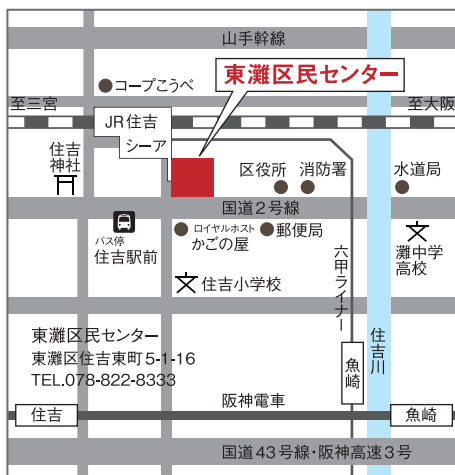 山手幹線
東灘区民センター
コープこうべ
至三宮
至大阪
JR住吉
シーア
住吉
神社
区役所
消防署
水道局
国道2号線
バス停
住吉駅前
ロイヤルホスト
かごの屋
郵便局
灘中学
高校
住吉小学校
六甲ライナー
住吉川
東灘区民センター
東灘区住吉東町5-1-16
TEL.078-822-8333
魚崎
阪神電車
住吉
魚崎
国道43号線・阪神高速3号